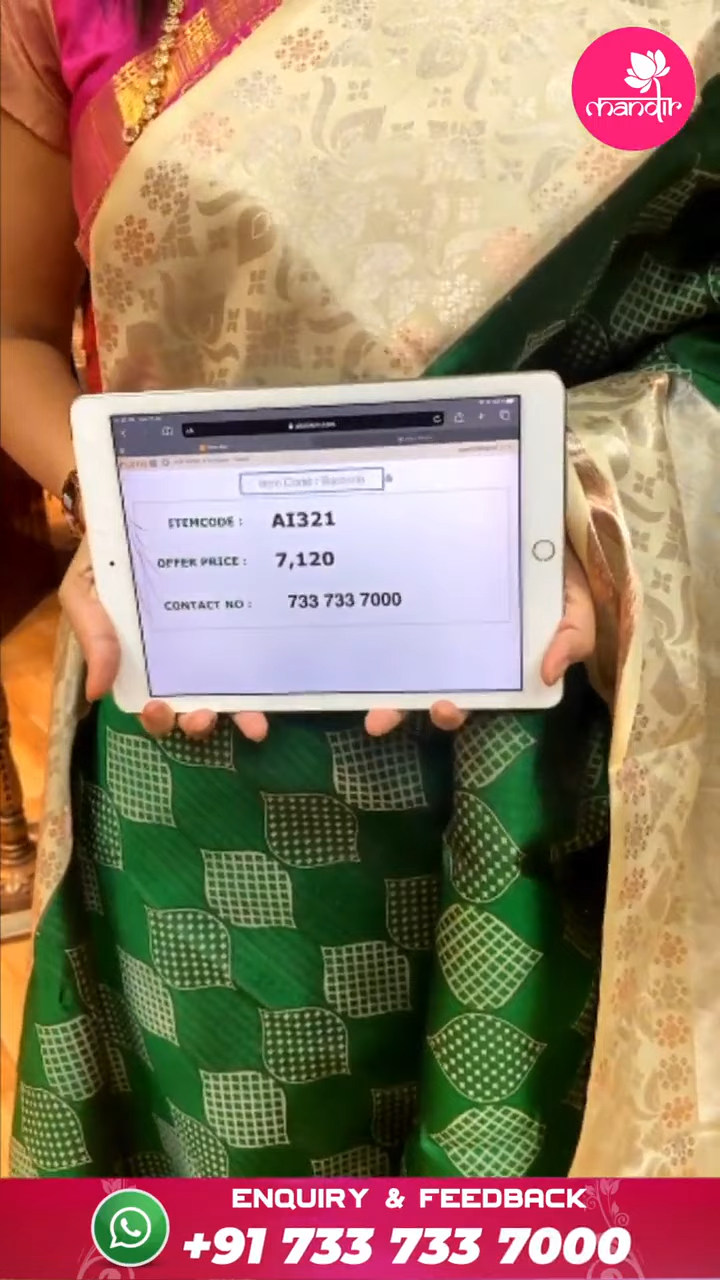 mandir
ITEMCODE : AI321
OFFER PRICE : 7,120
CONTACT NO : 733 733 7000
ENQUIRY & FEEDBACK
+91 733 733 7000